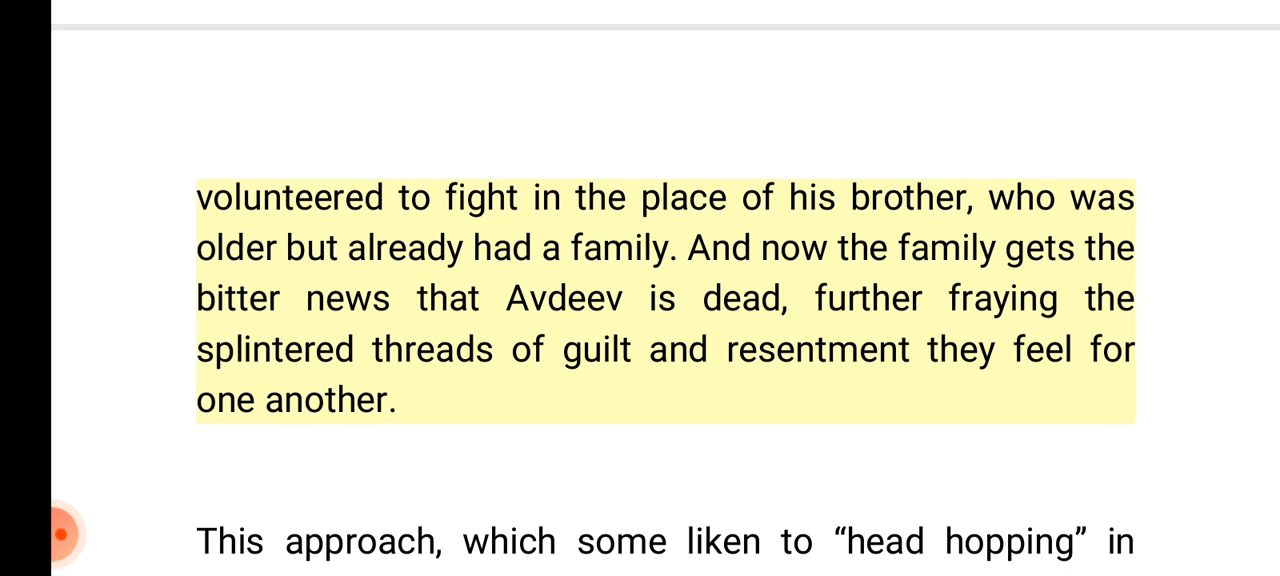 volunteered to fight in the place of his brother, who was
older but already had a family. And now the family gets the
bitter news that Avdeev is dead, further fraying the
splintered threads of guilt and resentment they feel for
one another.
This approach, which some liken to “head hopping” in